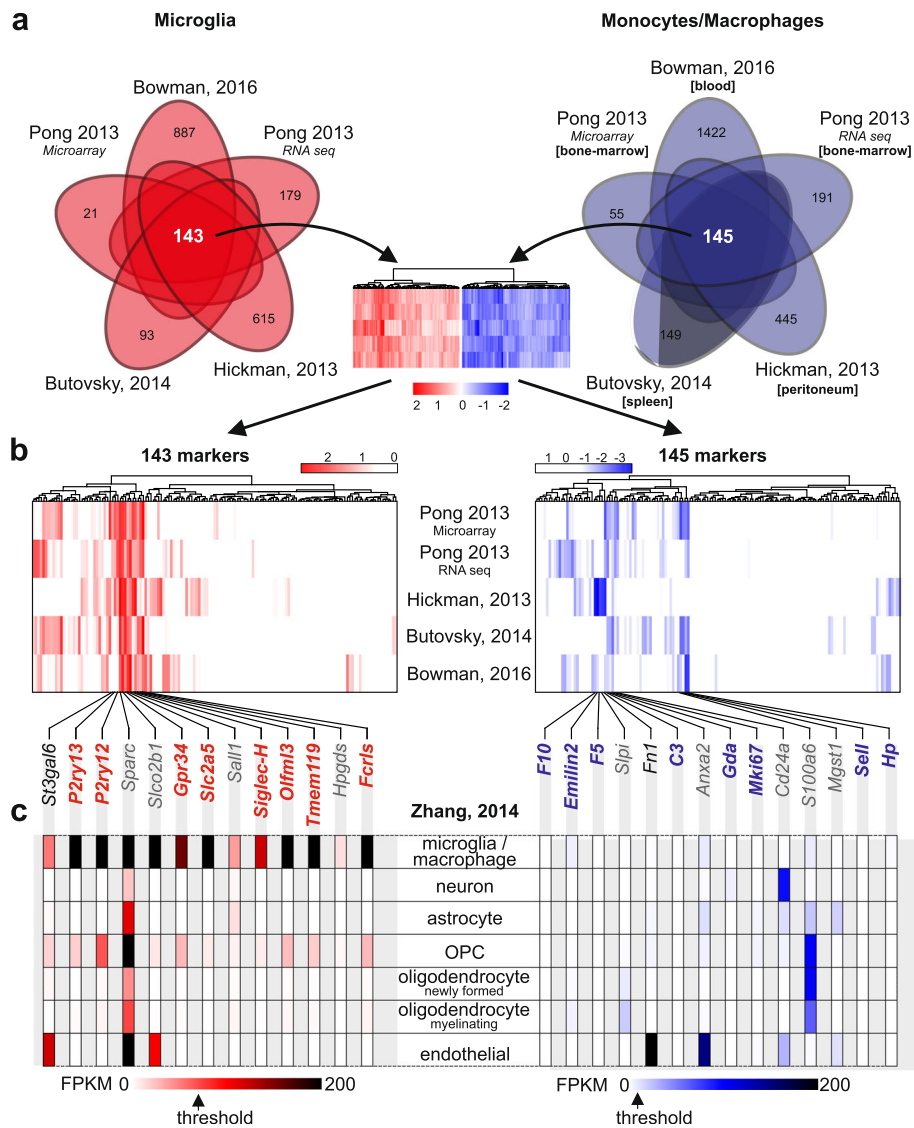 a
Microglia
Monocytes/Macrophages
Bowman, 2016
Pong 2013
Microarray
Pong 2013
RNA seq
887
179
21
143
93
615
Butovsky, 2014
Hickman, 2013
Bowman, 2016
[blood]
Pong 2013
Microarray
[bone-marrow]
Pong 2013
RNA seq
[bone-marrow]
1422
191
55
145
149
445
Butovsky, 2014
[spleen]
Hickman, 2013
[peritoneum]
2 1 0 -1 -2
b
143 markers
2 1 0
1 0 -1 -2 -3
145 markers
Pong 2013
Microarray
Pong 2013
RNA seq
Hickman, 2013
Butovsky, 2014
Bowman, 2016
St3gal6
P2ry13
P2ry12
Sparc
Slco2b1
Gpr34
Slc2a5
Sall1
Siglec-H
Olfml3
Tmem119
Hpgds
Fcrls
F10
Emilin2
F5
Slpi
Fn1
C3
Anxa2
Gda
Mki67
Cd24a
S100a6
Mgst1
Sell
Hp
c
Zhang, 2014
microglia /
macrophage
neuron
astrocyte
OPC
oligodendrocyte
newly formed
oligodendrocyte
myelinating
endothelial
FPKM 0 200
threshold
FPKM 0 200
threshold